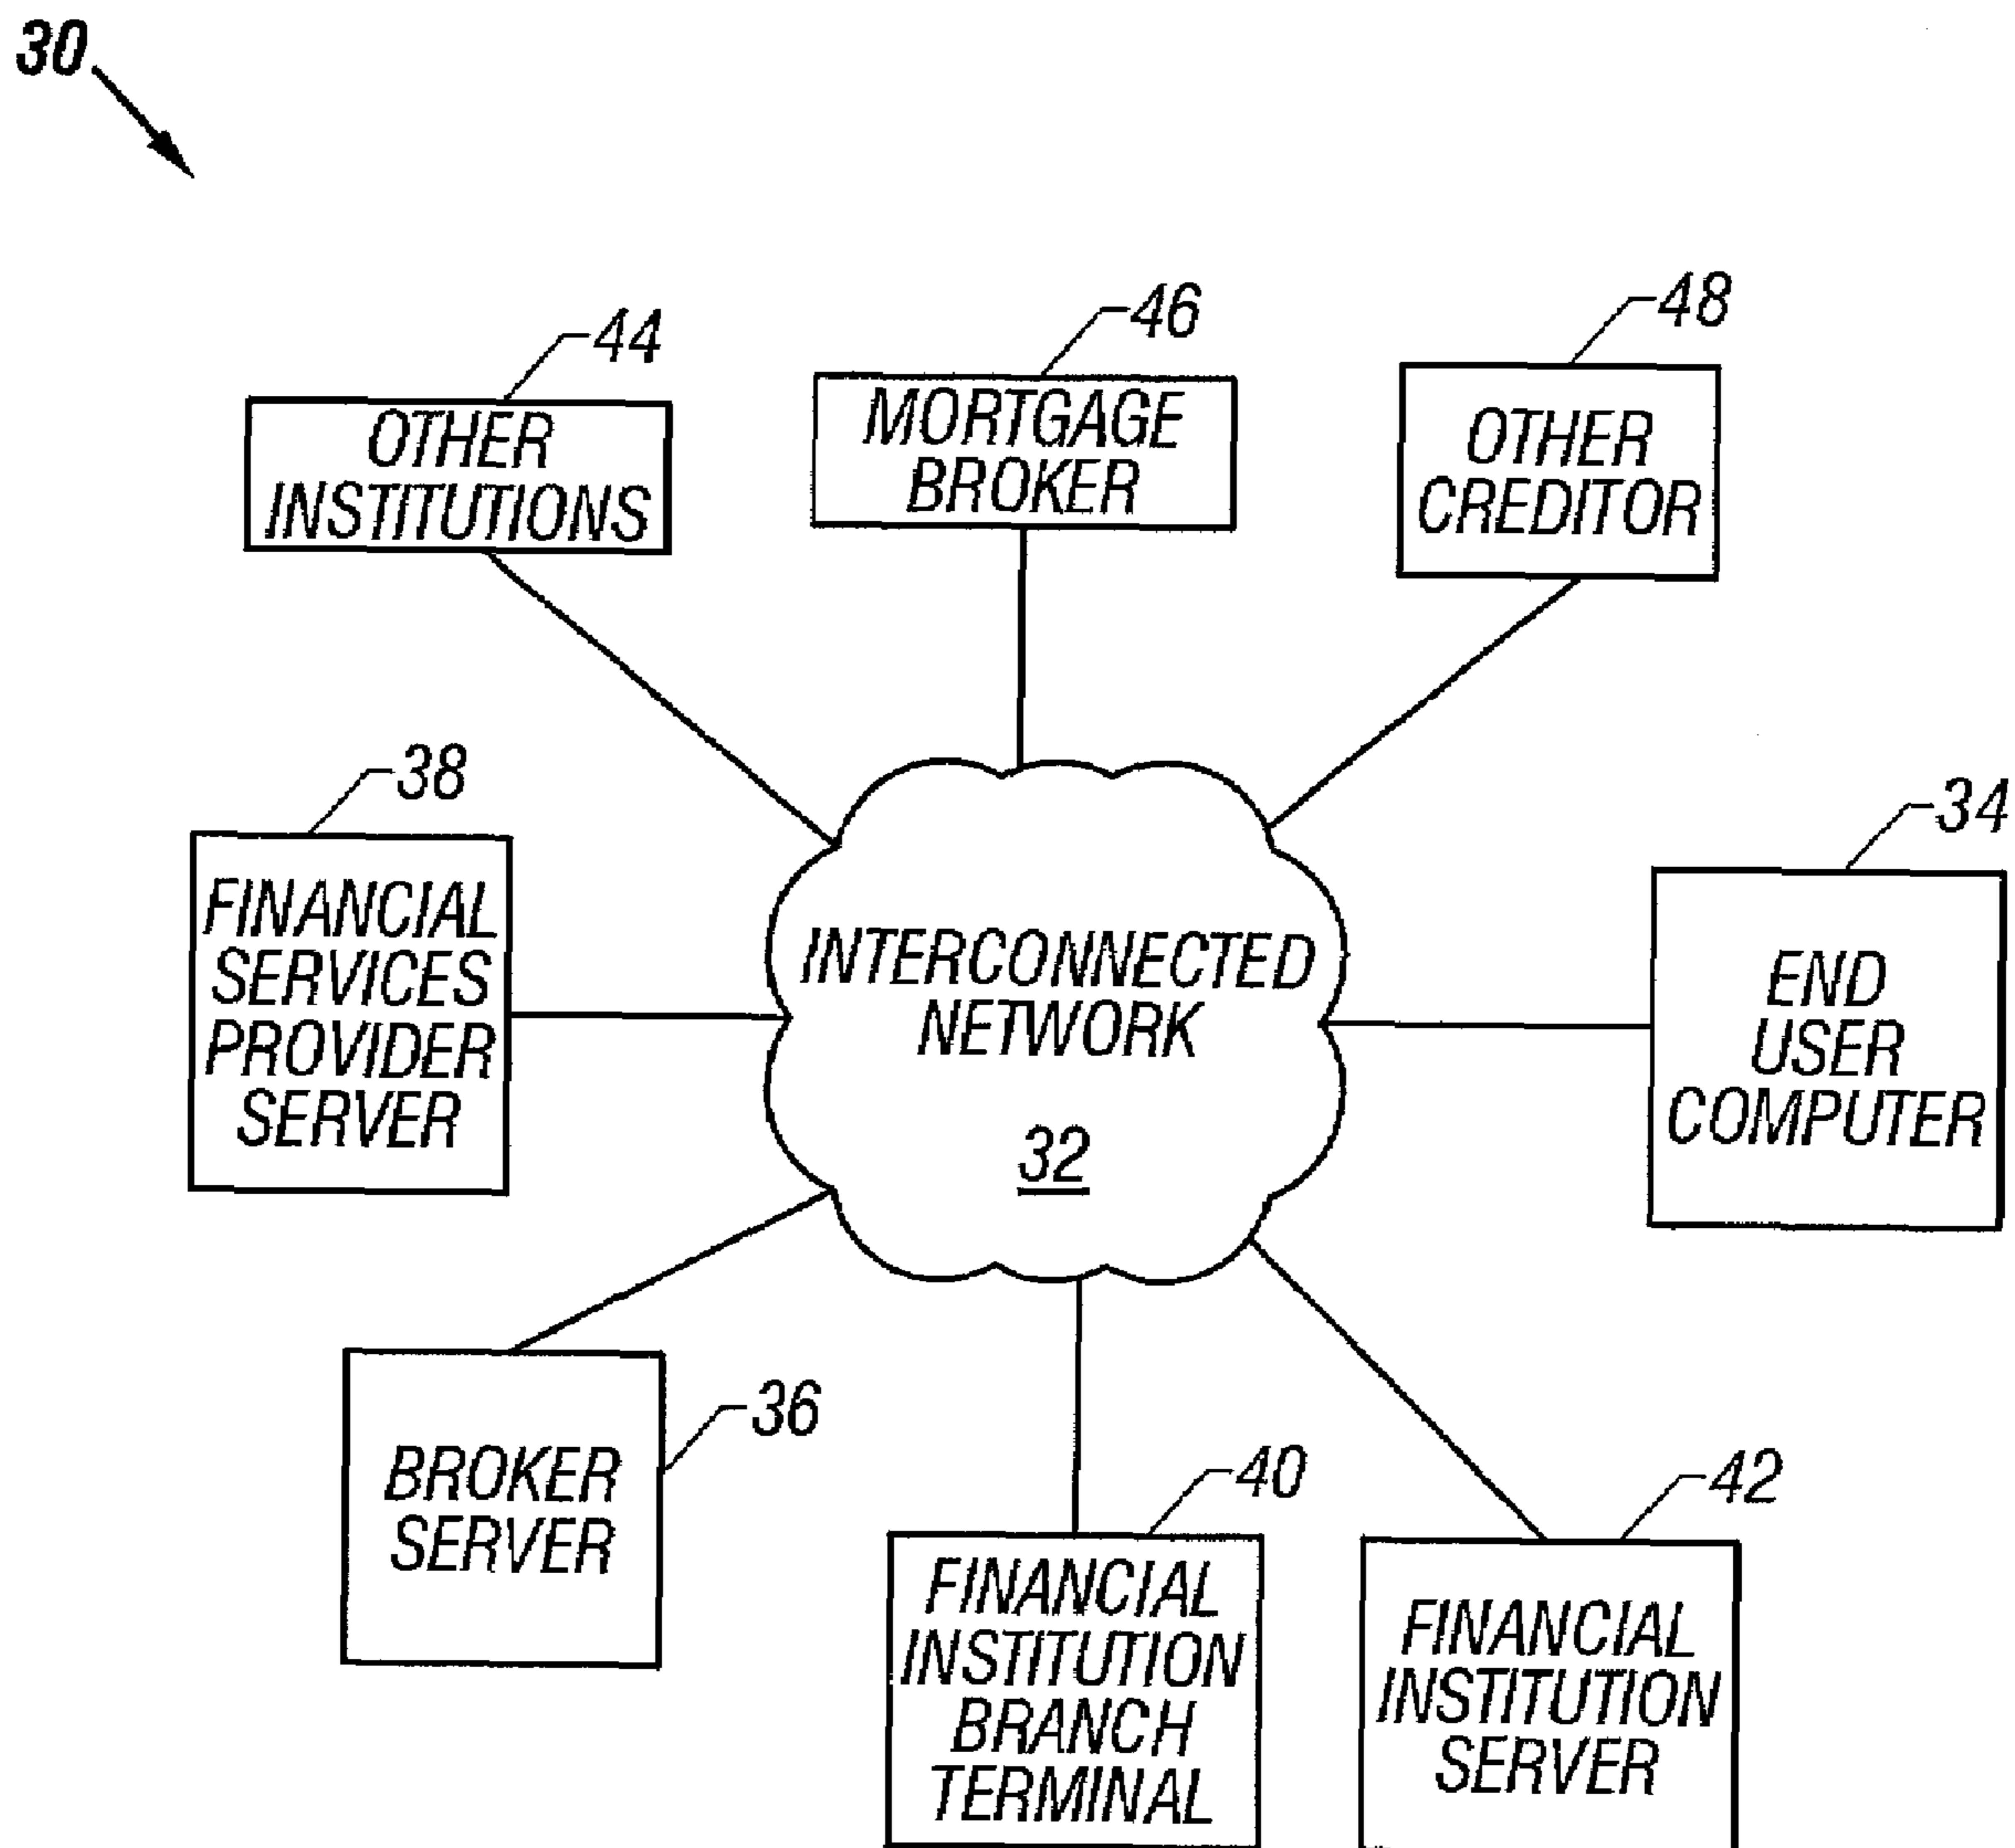 30
44
OTHER
INSTITUTIONS
46
MORTGAGE
BROKER
48
OTHER
CREDITOR
38
FINANCIAL
SERVICES
PROVIDER
SERVER
INTERCONNECTED
NETWORK
32
34
END
USER
COMPUTER
36
BROKER
SERVER
40
FINANCIAL
INSTITUTION
BRANCH
TERMINAL
42
FINANCIAL
INSTITUTION
SERVER